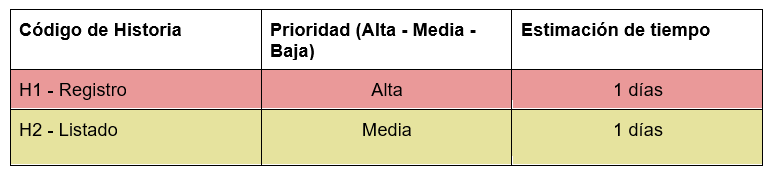 Código de Historia
Prioridad (Alta - Media -
Baja)
Estimación de tiempo
H1 - Registro
Alta
1 días
H2 - Listado
Media
1 días